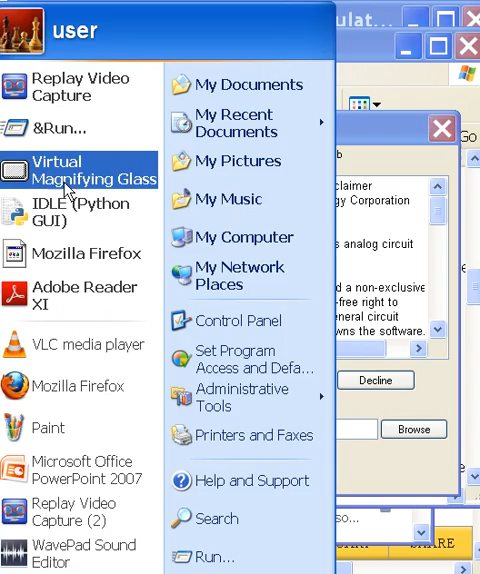 user
ulat...
Replay Video
Capture
&Run...
Virtual
Magnifying Glass
IDLE (Python
GUI)
Mozilla Firefox
Adobe Reader
XI
VLC media player
Mozilla Firefox
Paint
Microsoft Office
PowerPoint 2007
Replay Video
Capture (2)
WavePad Sound
Editor
My Documents
My Recent
Documents
My Pictures
My Music
My Computer
My Network
Places
Control Panel
Set Program
Access and Defa...
Administrative
Tools
Printers and Faxes
Help and Support
Search
Run...
Go
b
claimer
gy Corporation
s analog circuit
d a non-exclusive
-free right to
eneral circuit
wns the software.
Decline
Browse
so...
SHARE